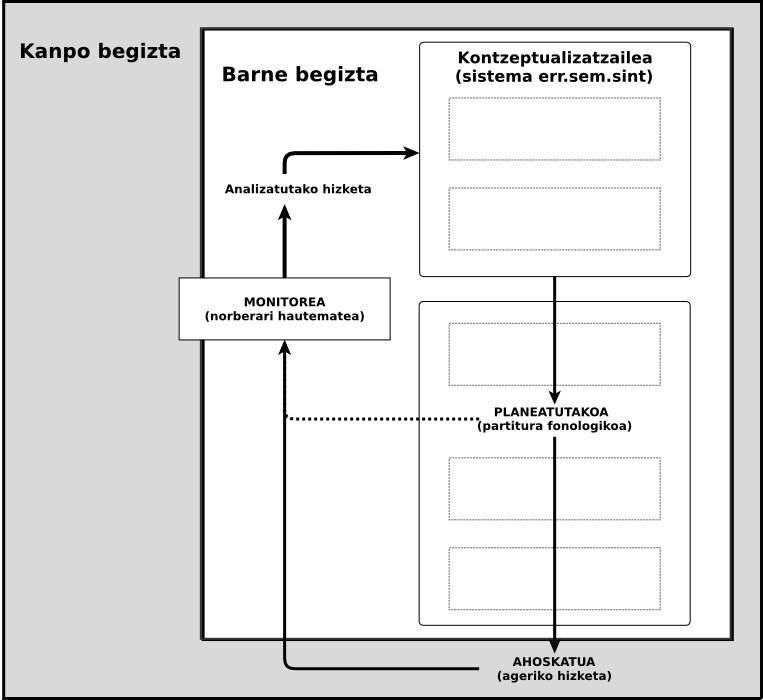 Kanpo begizta
Barne begizta
Kontzeptualizatzailea
(sistema err.sem.sint)
Analizatutako hizketa
MONITOREA
(norberari hautematea)
PLANEATUTAKOA
(partitura fonologikoa)
AHOSKATUA
(ageriko hizketa)